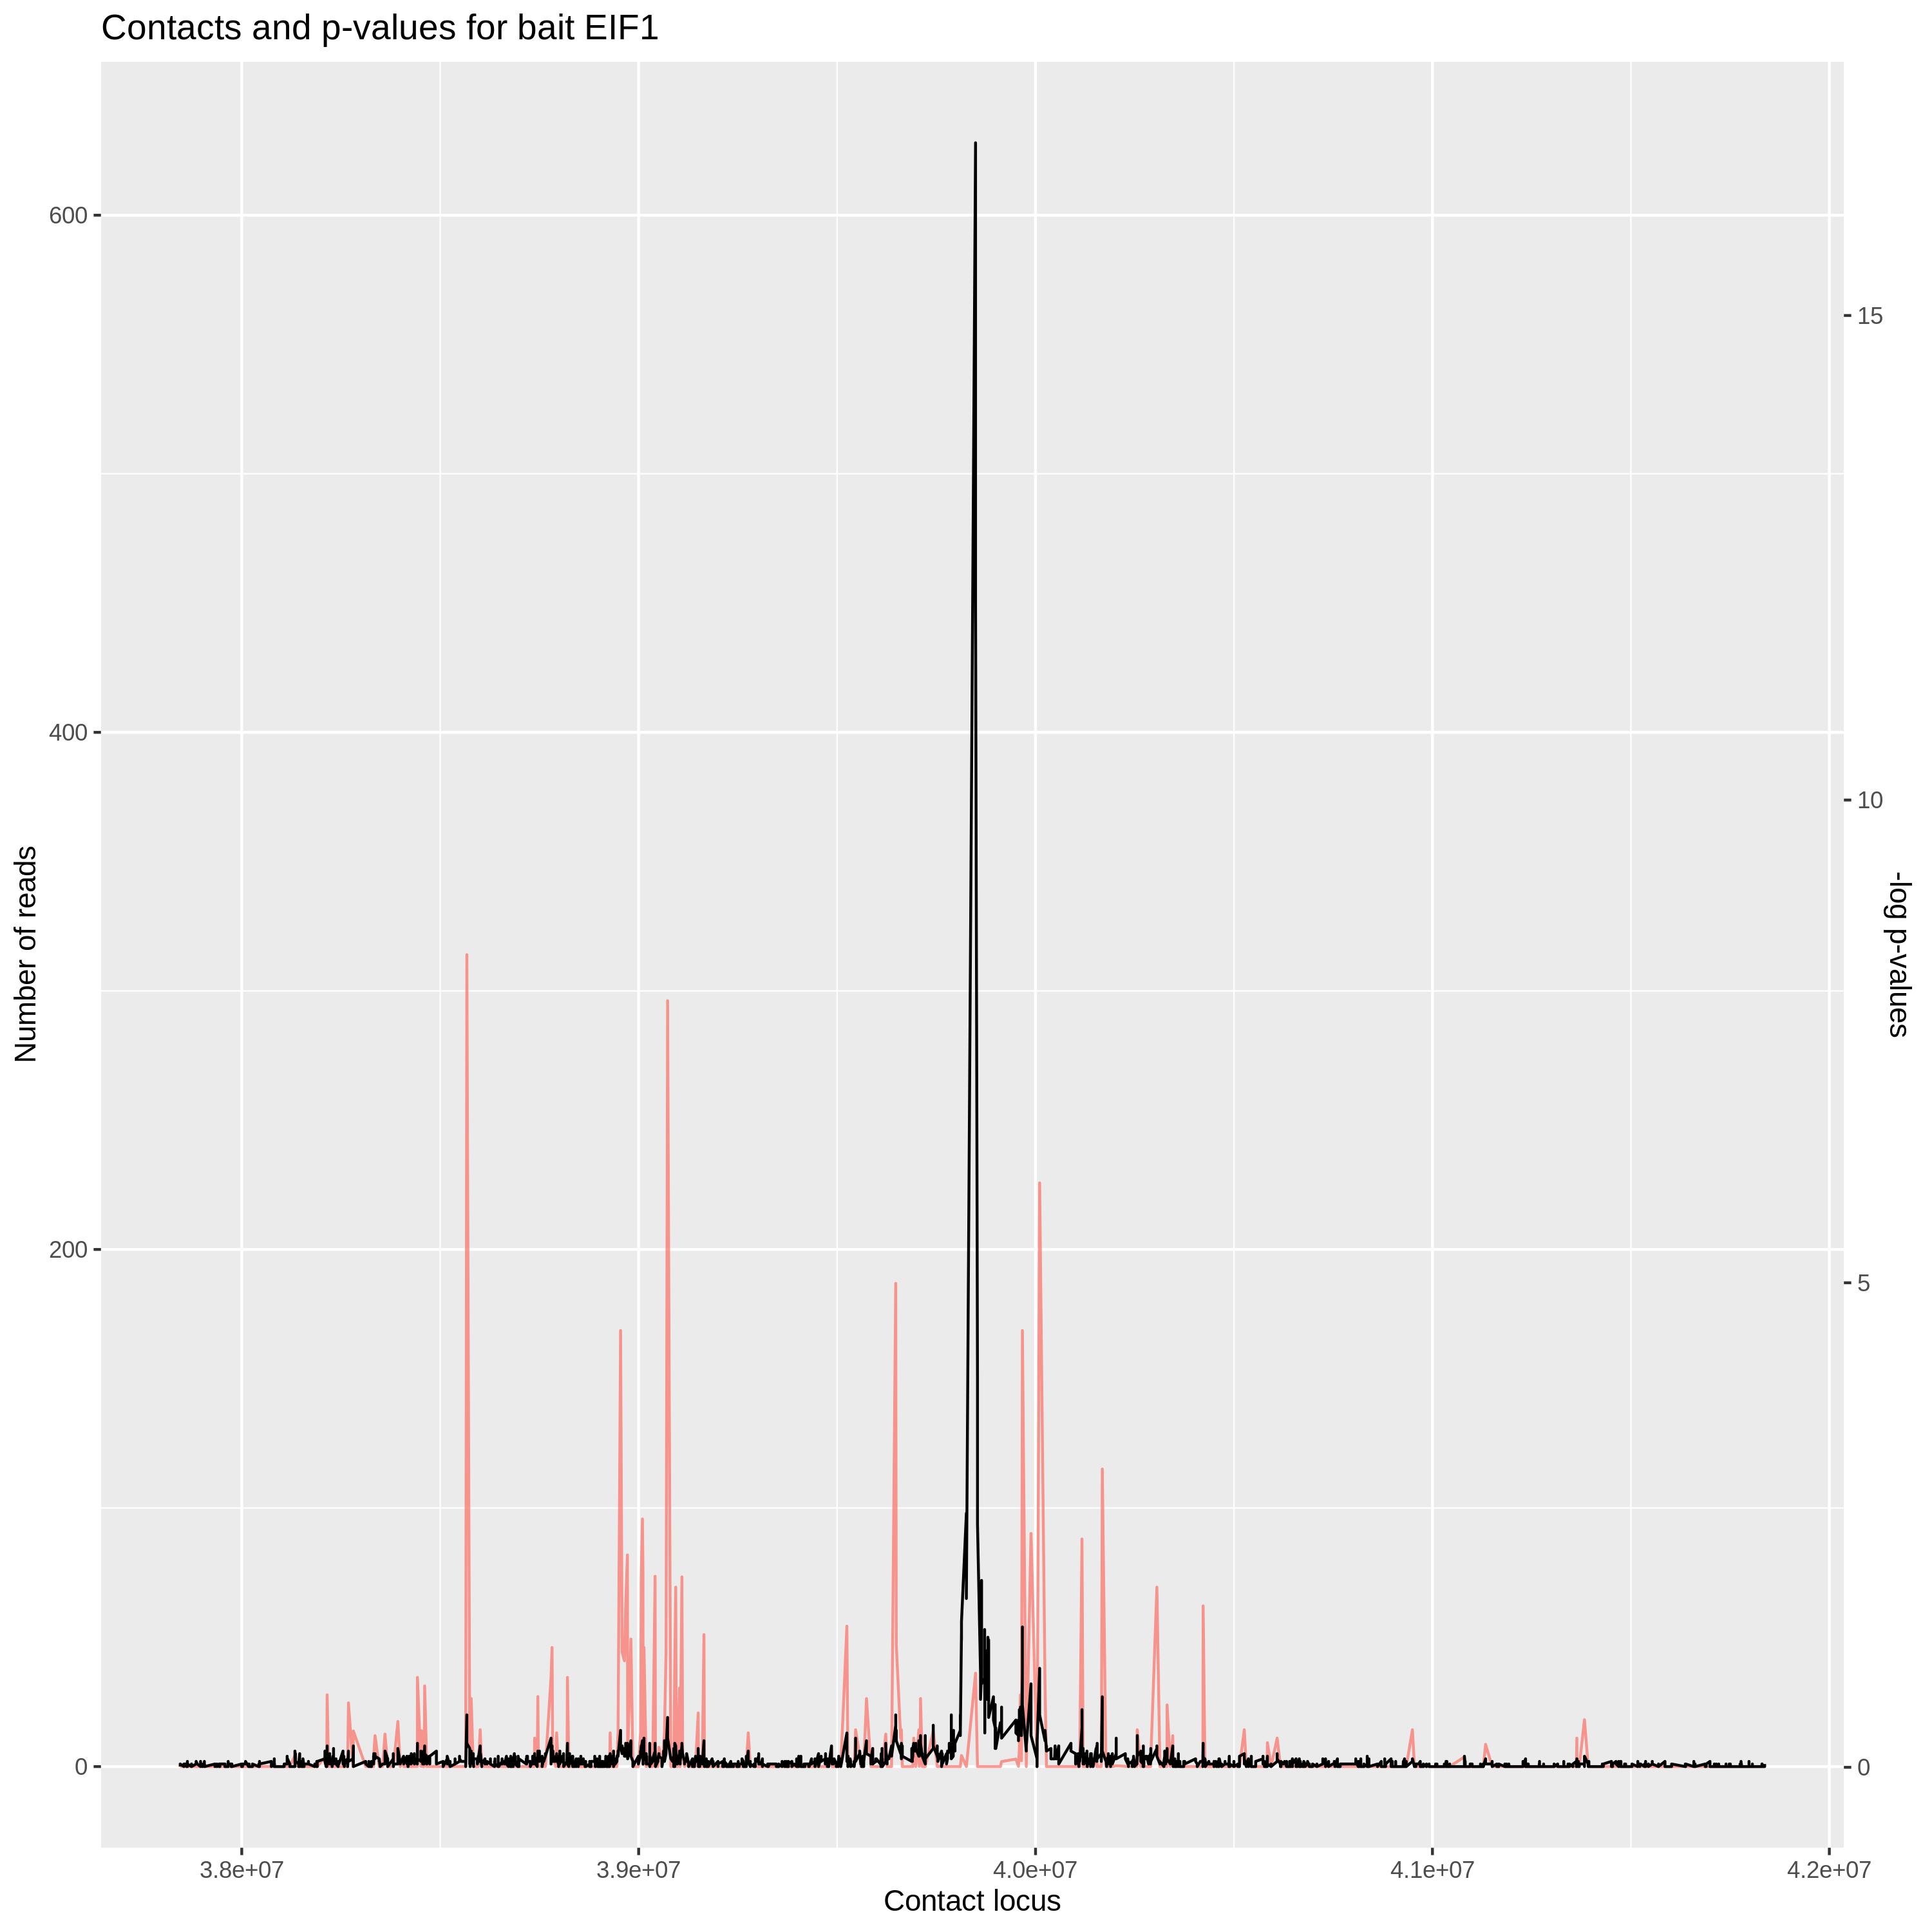 Contacts and p-values for bait EIF1
600
400
200
0
Number of reads
15
10
5
0
-log p-values
3.8e+07
3.9e+07
4.0e+07
4.1e+07
4.2e+07
Contact locus